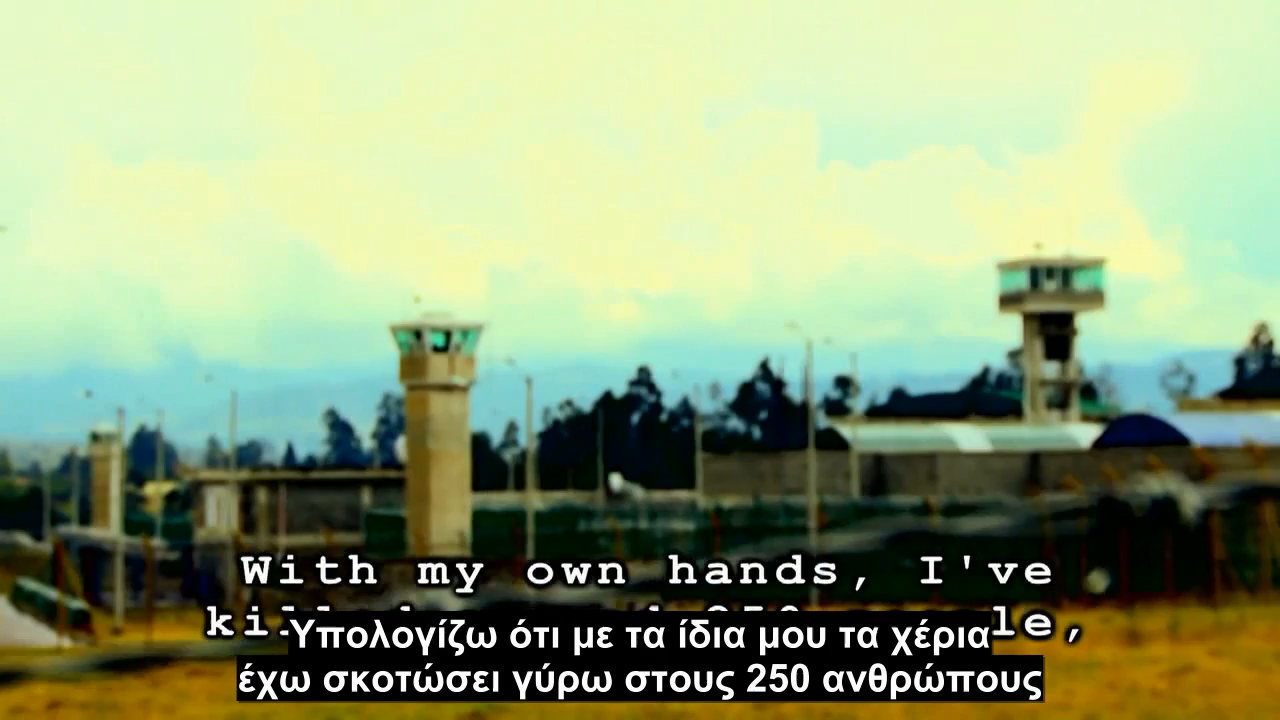 With my own hands, I've
Υπολογίζω ότι με τα ίδια μου τα χέρια
έχω σκοτώσει γύρω στους 250 ανθρώπους